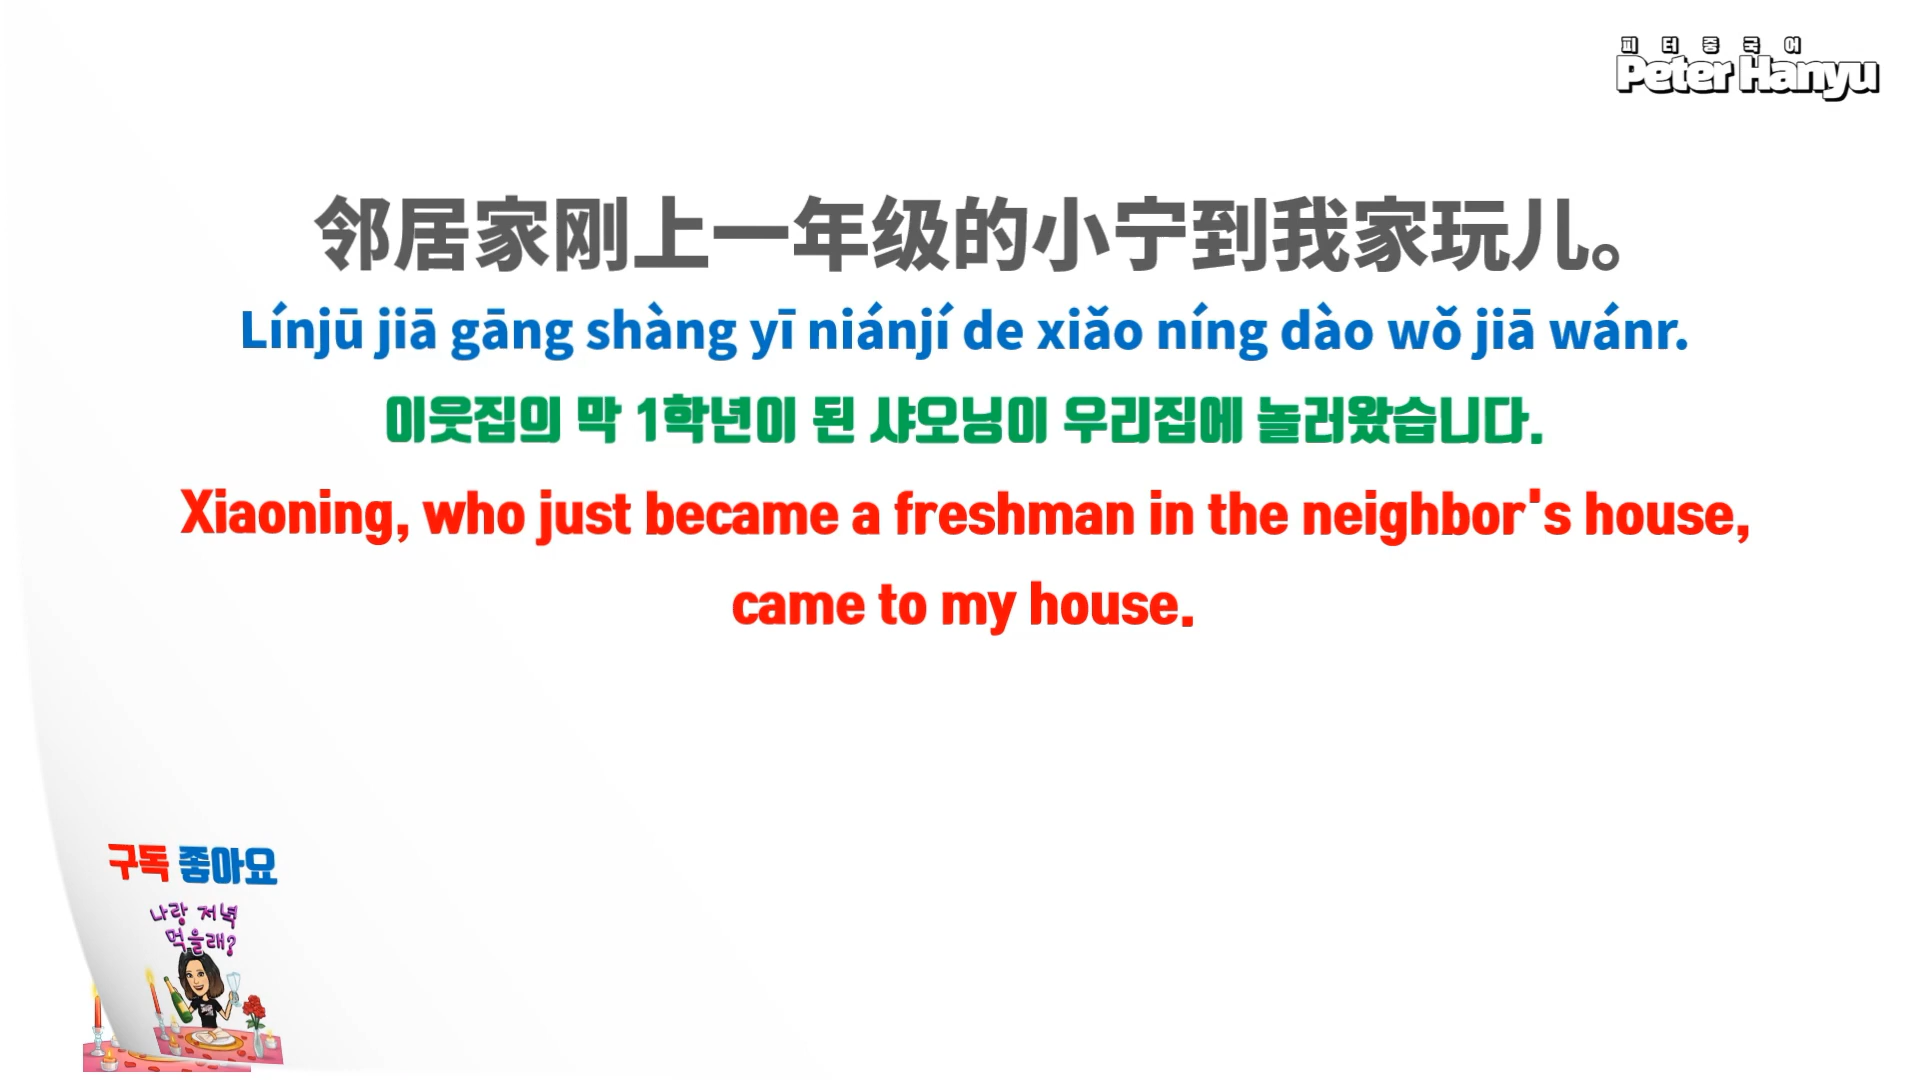 피터중국어
Peter Hanyu
邻居家刚上一年级的小宁到我家玩儿。
Línjū jiā gāng shàng yī niánjí de xiǎo níng dào wǒ jiā wánr.
이웃집의 막 1학년이 된 샤오닝이 우리집에 놀러왔습니다.
Xiaoning, who just became a freshman in the neighbor's house,
came to my house.
구독 좋아요
나랑 저녁
먹을래?